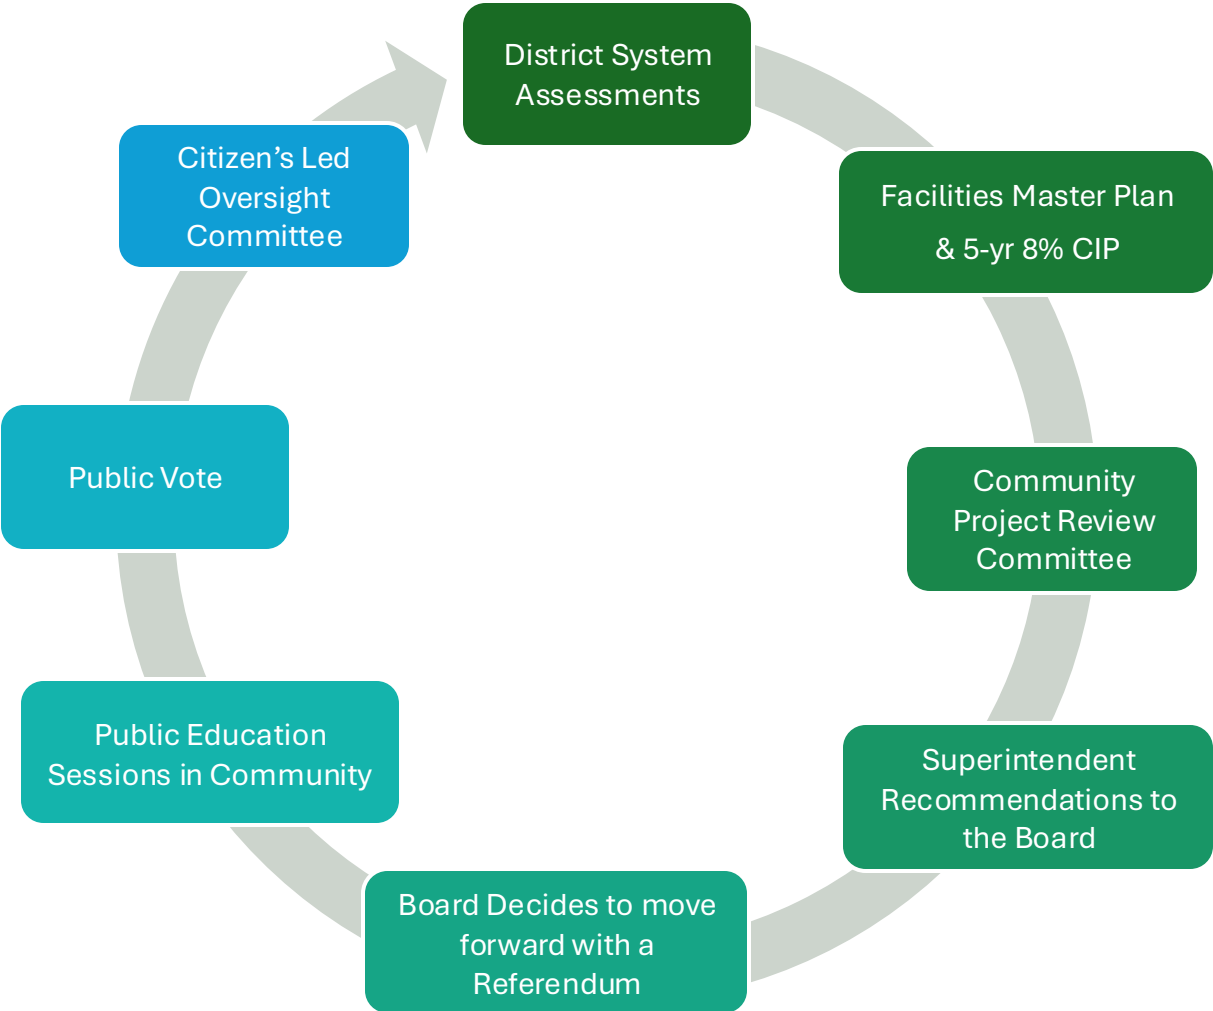 District System
Assessments
Facilities Master Plan
& 5-yr 8% CIP
Community
Project Review
Committee
Superintendent
Recommendations to
the Board
Board Decides to move
forward with a
Referendum
Public Education
Sessions in Community
Public Vote
Citizen’s Led
Oversight
Committee